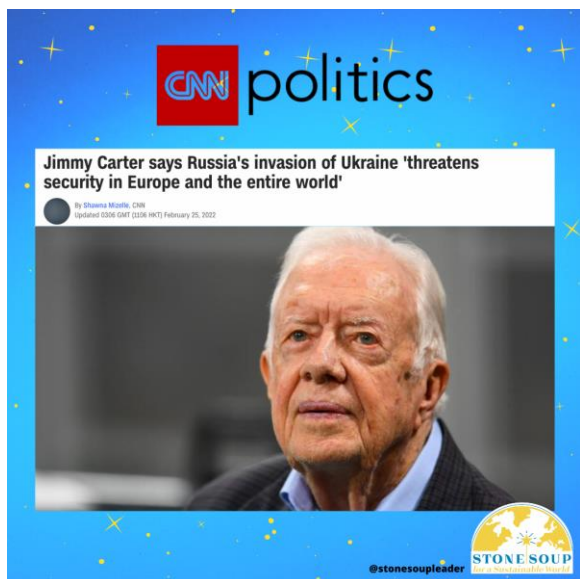 CNN politics
Jimmy Carter says Russia's invasion of Ukraine 'threatens
security in Europe and the entire world'
By Shawna Mizelle, CNN
Updated 0306 GMT (1106 HKT) February 25, 2022
@stonesoupleader
STONE SOUP
for a Sustainable World